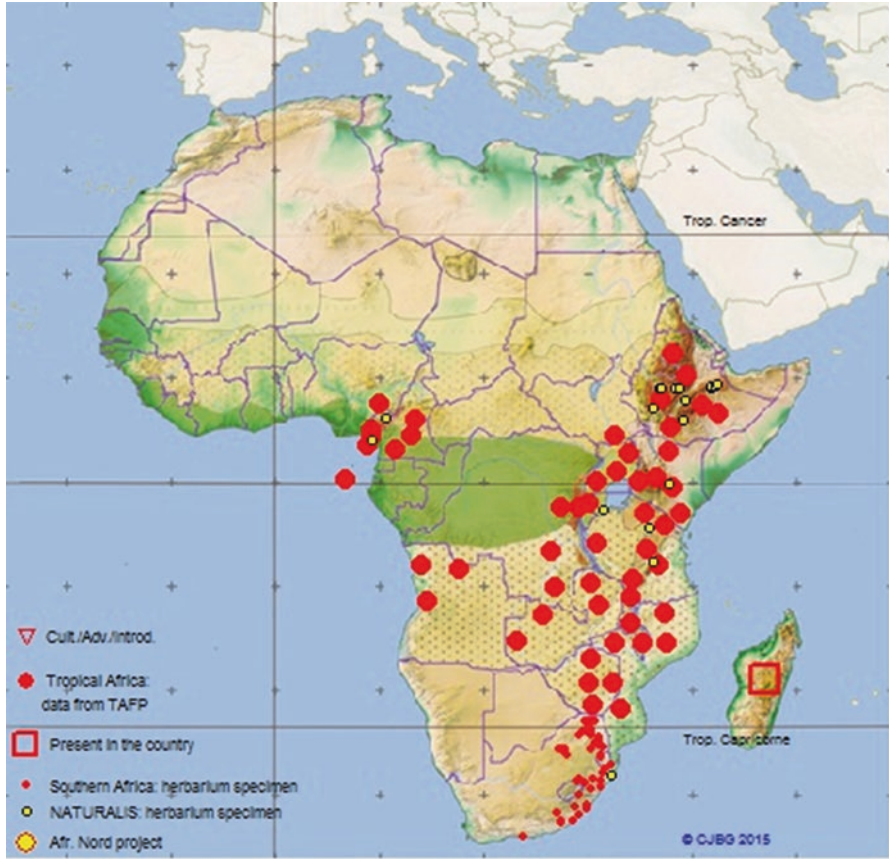 Trop. Cancer
Cult./Adv./Introd.
Tropical Africa:
data from TAFP
Present in the country
Trop. Capricorne
Southern Africa: herbarium specimen
NATURALIS: herbarium specimen
Afr. Nord project
© CJBG 2015